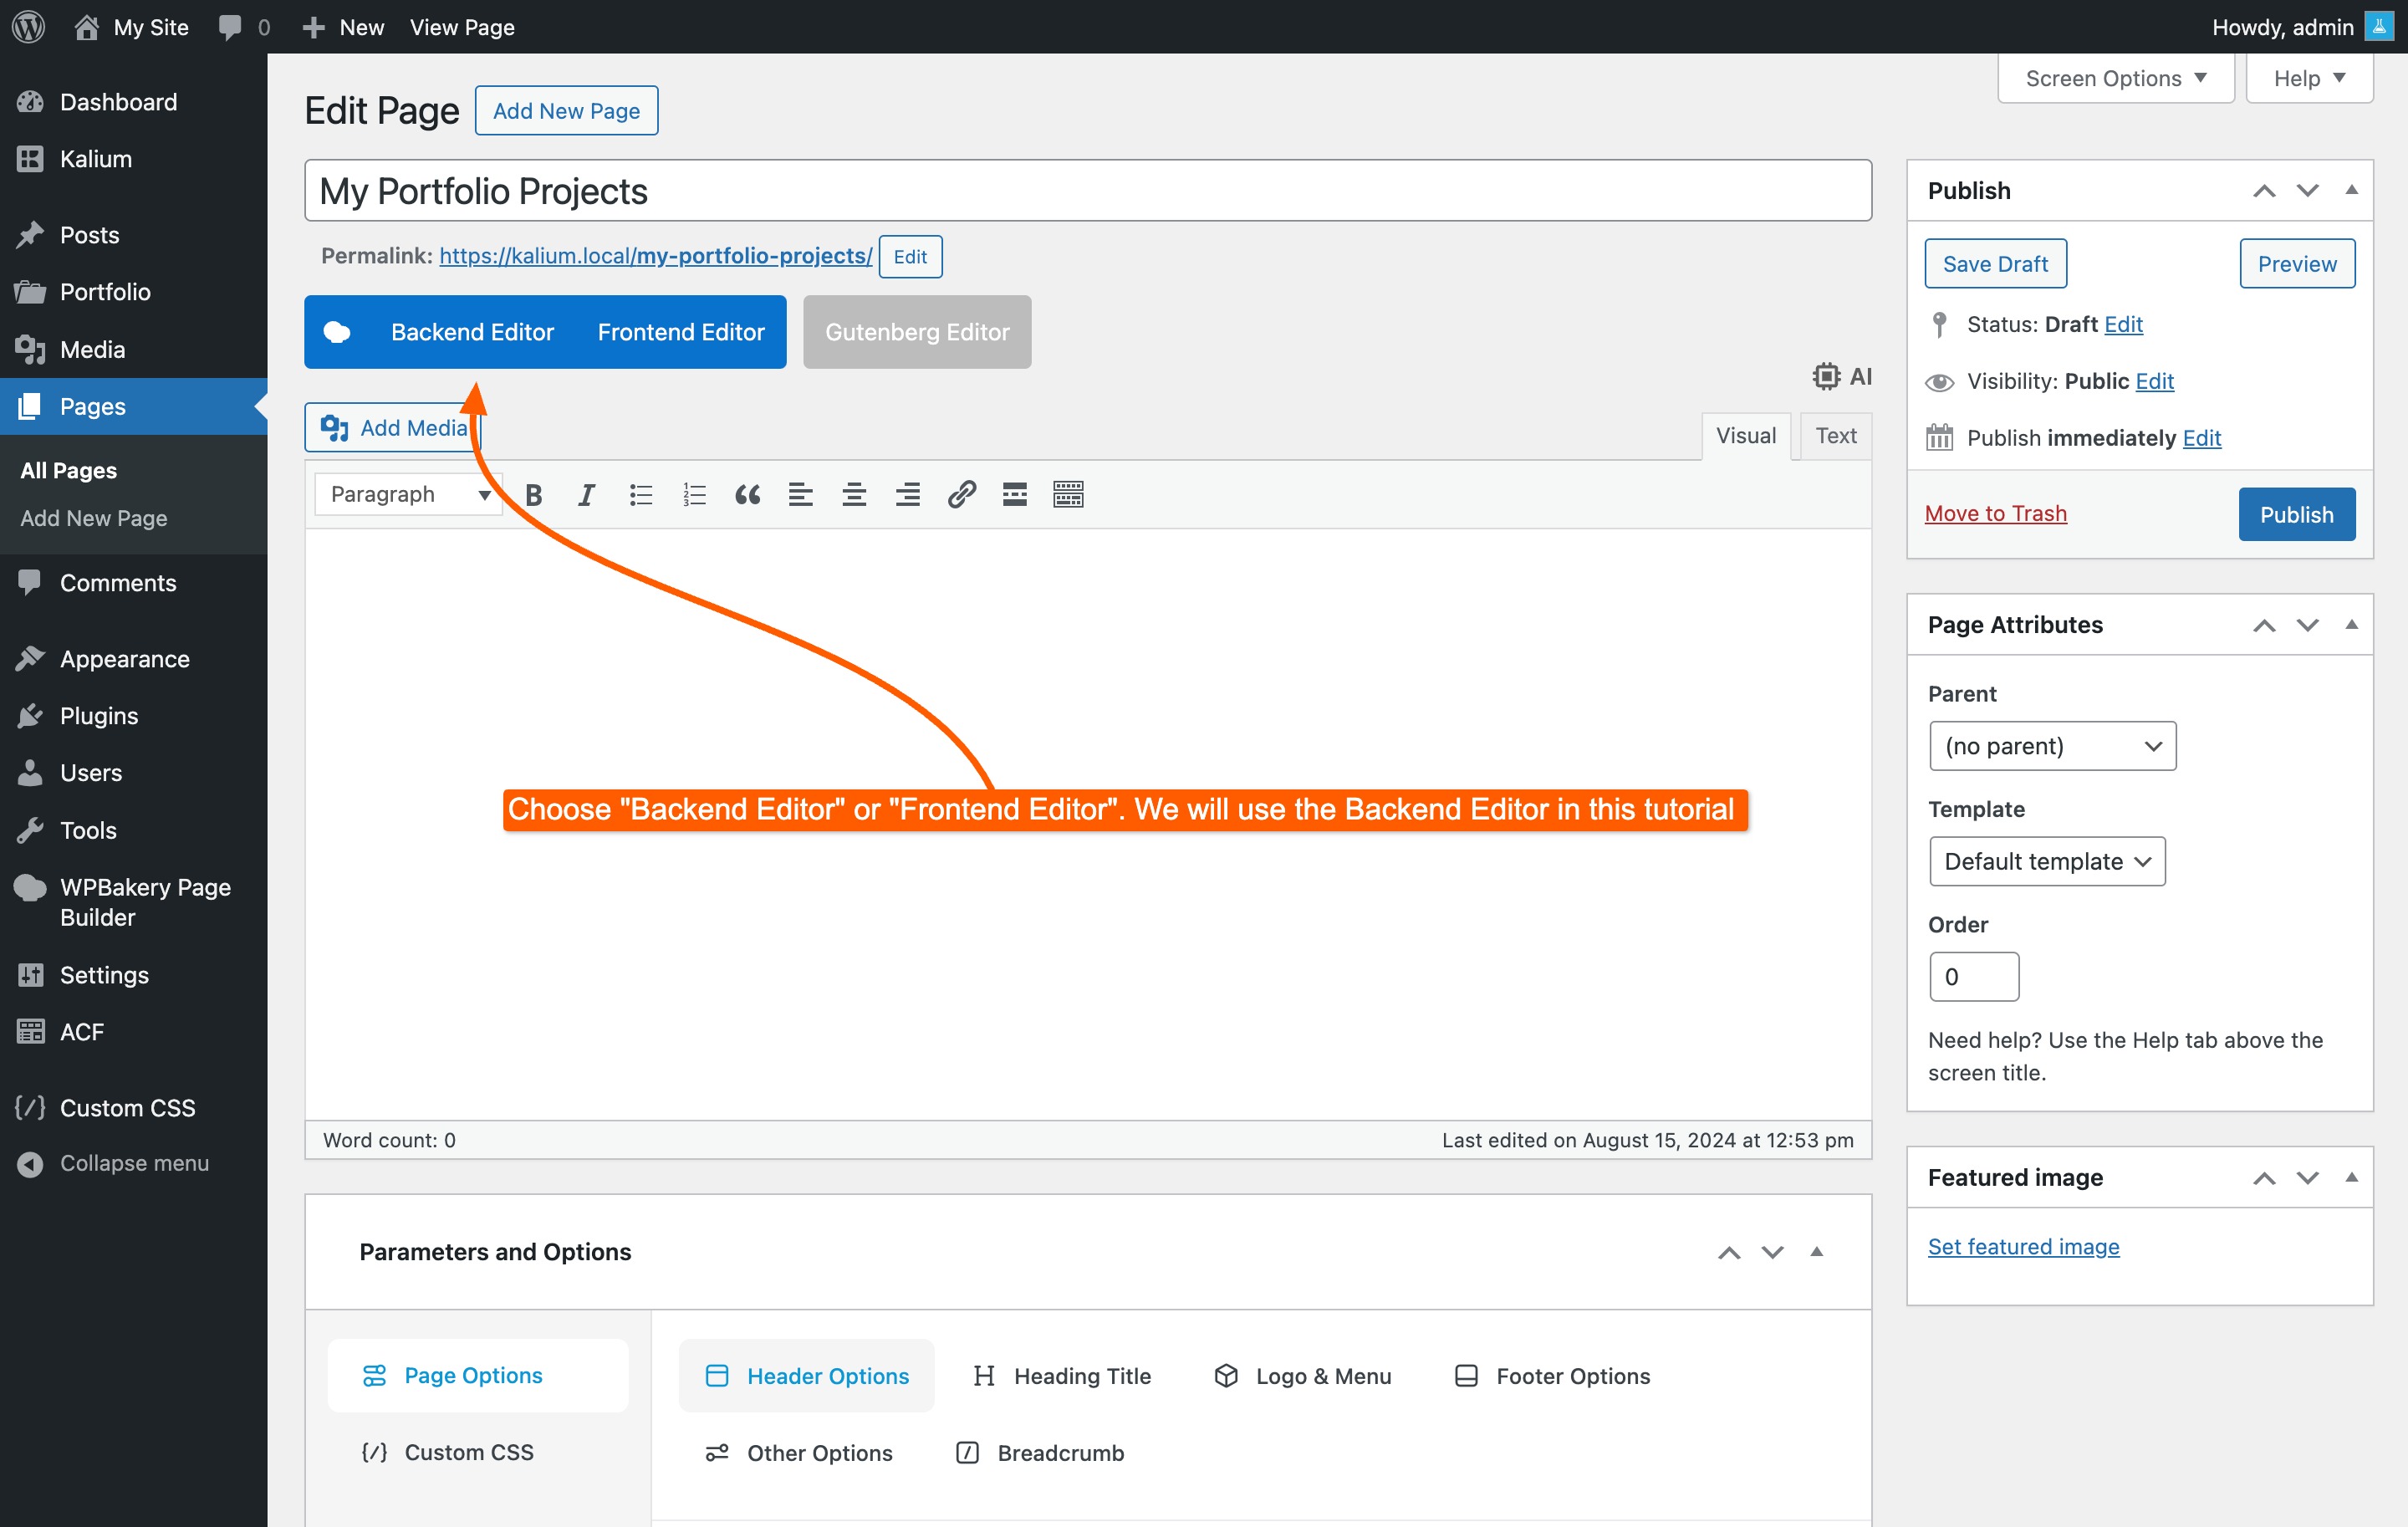 My Site 0 New View Page Howdy, admin
Screen Options Help
Dashboard
Kalium
Posts
Portfolio
Media
Pages
All Pages
Add New Page
Comments
Appearance
Plugins
Users
Tools
WPBakery Page
Builder
Settings
ACF
Custom CSS
Collapse menu
Edit Page Add New Page
My Portfolio Projects
Permalink: https://kalium.local/my-portfolio-projects/ Edit
Backend Editor Frontend Editor Gutenberg Editor
AI
Add Media Visual Text
Paragraph
Choose "Backend Editor" or "Frontend Editor". We will use the Backend Editor in this tutorial
Word count: 0 Last edited on August 15, 2024 at 12:53 pm
Parameters and Options
Page Options
Custom CSS
Header Options Heading Title Logo & Menu Footer Options
Other Options Breadcrumb
Publish
Save Draft Preview
Status: Draft Edit
Visibility: Public Edit
Publish immediately Edit
Move to Trash Publish
Page Attributes
Parent
(no parent)
Template
Default template
Order
0
Need help? Use the Help tab above the
screen title.
Featured image
Set featured image